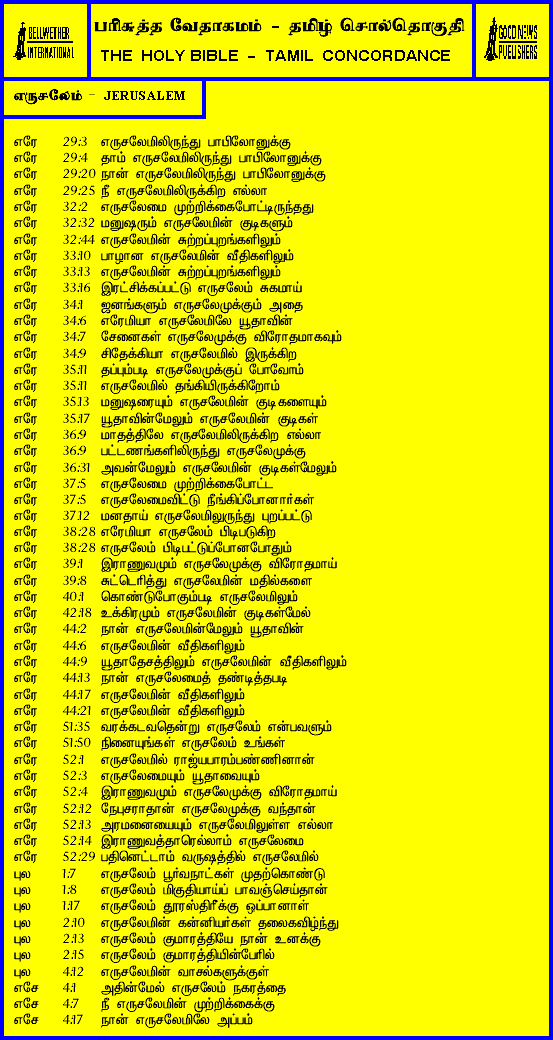 BELLWETHER
INTERNATIONAL
பரிசுத்த வேதாகமம் - தமிழ் சொல்தொகுதி
THE HOLY BIBLE - TAMIL CONCORDANCE
GOOD NEWS
PUBLISHERS
எருசலேம் - JERUSALEM
எரே 29:3 எருசலேமிலிருந்து பாபிலோனுக்கு
எரே 29:4 தாம் எருசலேமிலிருந்து பாபிலோனுக்கு
எரே 29:20 நான் எருசலேமிலிருந்து பாபிலோனுக்கு
எரே 29:25 நீ எருசலேமிலிருக்கிற எல்லா
எரே 32:2 எருசலேமை முற்றிக்கைபோட்டிருந்தது
எரே 32:32 மனுஷரும் எருசலேமின் குடிகளும்
எரே 32:44 எருசலேமின் சுற்றப்புறங்களிலும்
எரே 33:10 பாழான எருசலேமின் வீதிகளிலும்
எரே 33:13 எருசலேமின் சுற்றப்புறங்களிலும்
எரே 33:16 இரட்சிக்கப்பட்டு எருசலேம் சுகமாய்
எரே 34:1 ஜனங்களும் எருசலேமுக்கும் அதை
எரே 34:6 எரேமியா எருசலேமிலே யூதாவின்
எரே 34:7 சேனைகள் எருசலேமுக்கு விரோதமாகவும்
எரே 34:9 சிதேக்கியா எருசலேமில் இருக்கிற
எரே 35:11 தப்பும்படி எருசலேமுக்குப் போவோம்
எரே 35:11 எருசலேமில் தங்கியிருக்கிறோம்
எரே 35:13 மனுஷரையும் எருசலேமின் குடிகளையும்
எரே 35:17 யூதாவின்மேலும் எருசலேமின் குடிகள்
எரே 36:9 மாதத்திலே எருசலேமிலிருக்கிற எல்லா
எரே 36:9 பட்டணங்களிலிருந்து எருசலேமுக்கு
எரே 36:31 அவன்மேலும் எருசலேமின் குடிகள்மேலும்
எரே 37:5 எருசலேமை முற்றிக்கைபோட்ட
எரே 37:5 எருசலேமைவிட்டு நீங்கிப்போனார்கள்
எரே 37:12 மனதாய் எருசலேமிலுருந்து புறப்பட்டு
எரே 38:28 எரேமியா எருசலேம் பிடிபடுகிற
எரே 38:28 எருசலேம் பிடிபட்டுப்போனபோதும்
எரே 39:1 இராணுவமும் எருசலேமுக்கு விரோதமாய்
எரே 39:8 சுட்டெரித்து எருசலேமின் மதில்களை
எரே 40:1 கொண்டுபோகும்படி எருசலேமிலும்
எரே 42:18 உக்கிரமும் எருசலேமின் குடிகள்மேல்
எரே 44:2 நான் எருசலேமின்மேலும் யூதாவின்
எரே 44:6 எருசலேமின் வீதிகளிலும்
எரே 44:9 யூதாதேசத்திலும் எருசலேமின் வீதிகளிலும்
எரே 44:13 நான் எருசலேமைத் தண்டித்தபடி
எரே 44:17 எருசலேமின் வீதிகளிலும்
எரே 44:21 எருசலேமின் வீதிகளிலும்
எரே 51:35 வரக்கடவதென்று எருசலேம் என்பவளும்
எரே 51:50 நினையுங்கள் எருசலேம் உங்கள்
எரே 52:1 எருசலேமில் ராஜ்யபாரம்பண்ணினான்
எரே 52:3 எருசலேமையும் யூதாவையும்
எரே 52:4 இராணுவமும் எருசலேமுக்கு விரோதமாய்
எரே 52:12 நேபுசராதான் எருசலேமுக்கு வந்தான்
எரே 52:13 அரமனையையும் எருசலேமிலுள்ள எல்லா
எரே 52:14 இராணுவத்தாரெல்லாம் எருசலேமை
எரே 52:29 பதினெட்டாம் வருஷத்தில் எருசலேமில்
புல 1:7 எருசலேம் பூர்வநாட்கள் முதற்கொண்டு
புல 1:8 எருசலேம் மிகுதியாய்ப் பாவஞ்செய்தாள்
புல 1:17 எருசலேம் தூரஸ்திரீக்கு ஒப்பானாள்
புல 2:10 எருசலேமின் கன்னியர்கள் தலைகவிழ்ந்து
புல 2:13 எருசலேம் குமாரத்தியே நான் உனக்கு
புல 2:15 எருசலேம் குமாரத்தியின்பேரில்
புல 4:12 எருசலேமின் வாசல்களுக்குள்
எசே 4:1 அதின்மேல் எருசலேம் நகரத்தை
எசே 4:7 நீ எருசலேமின் முற்றிக்கைக்கு
எசே 4:17 நான் எருசலேமிலே அப்பம்